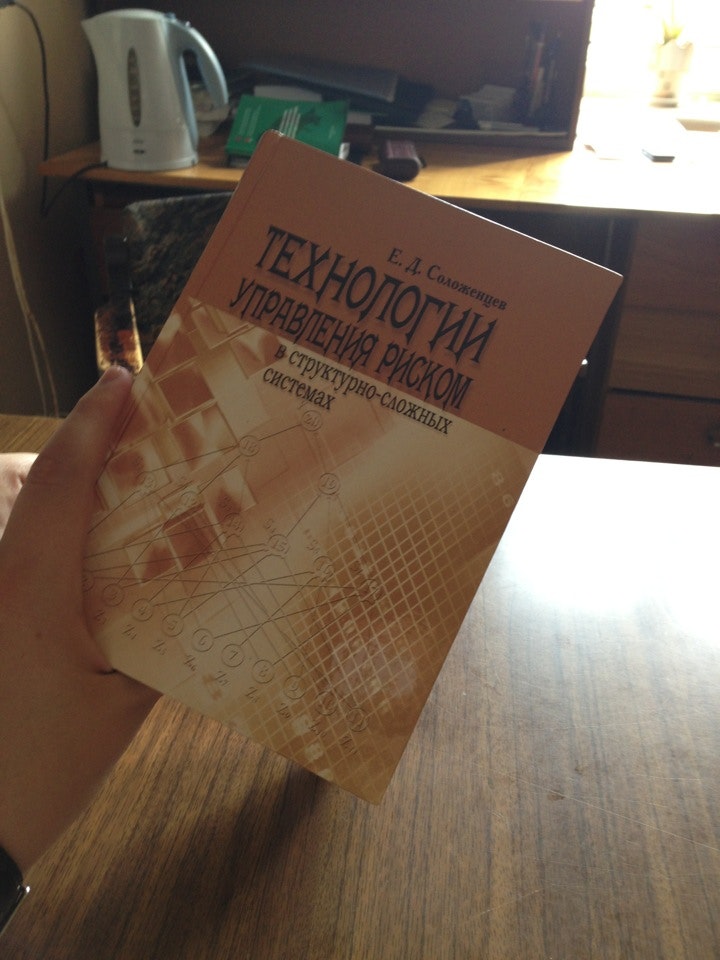 Е. Д. Соложенцев
ТЕХНОЛОГИИ
УПРАВЛЕНИЯ РИСКОМ
в структурно-сложных
системах